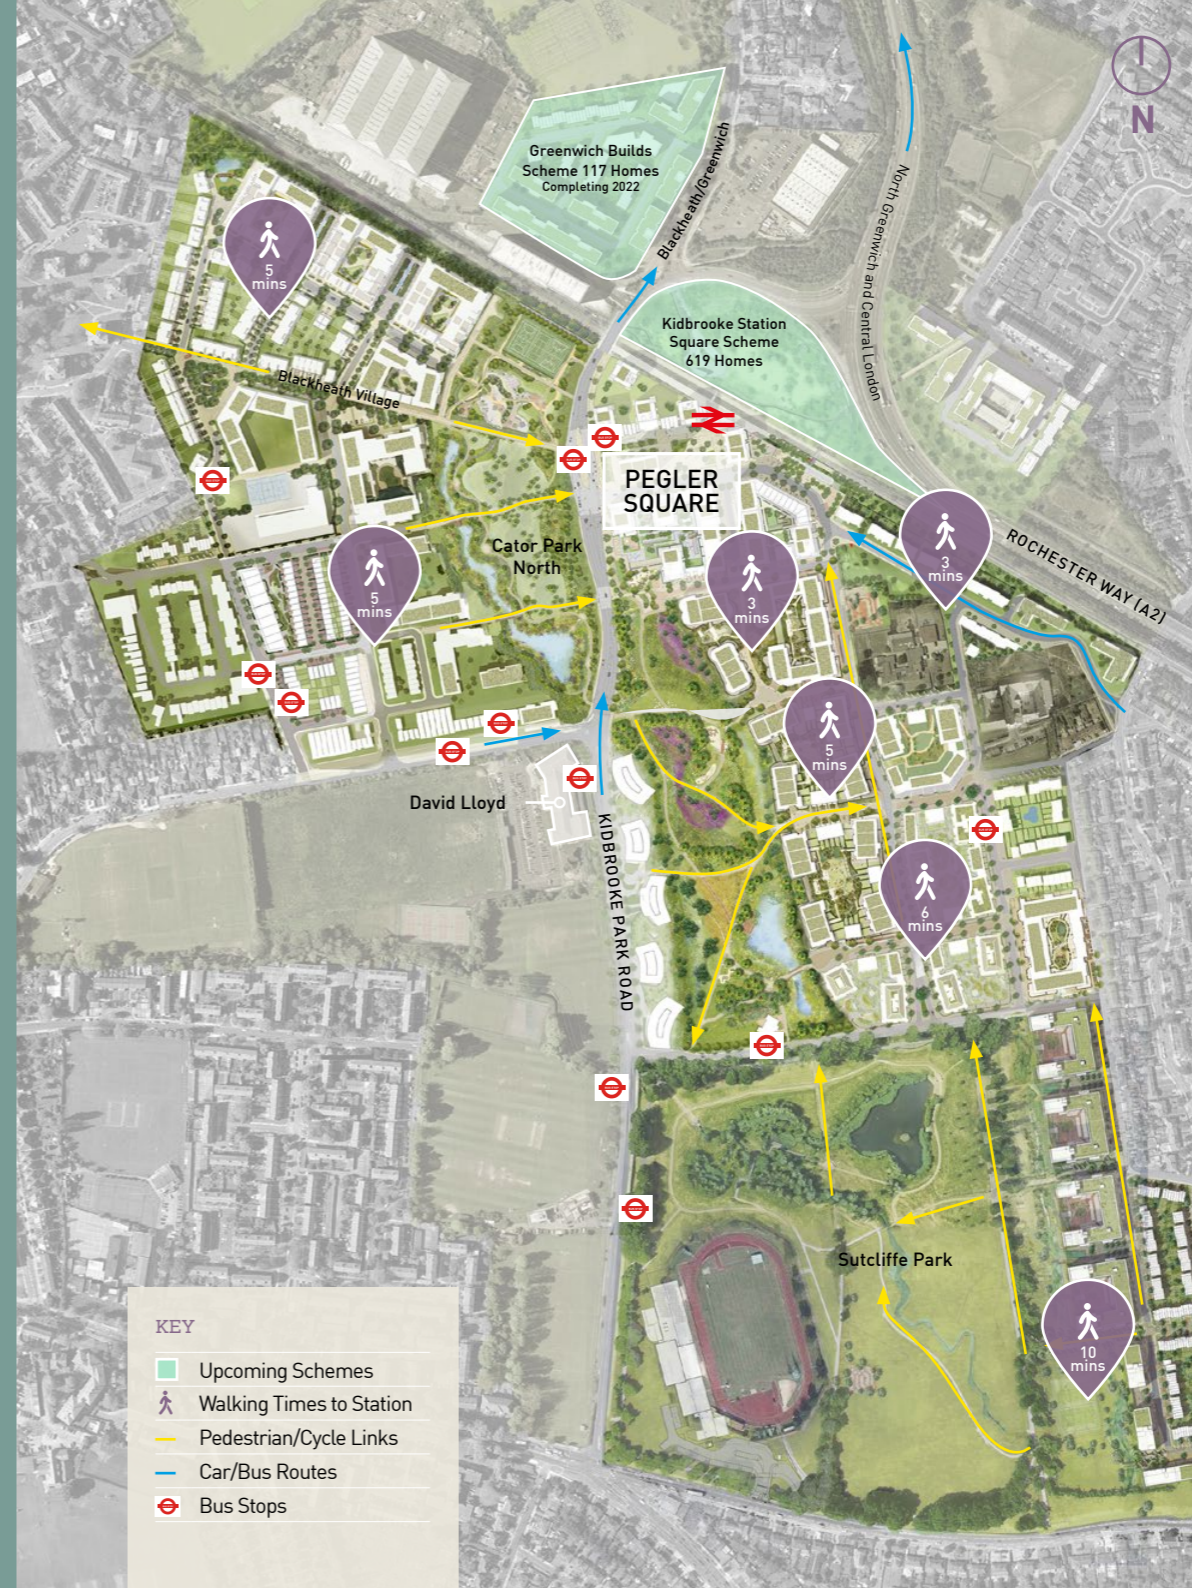 N
Greenwich Builds
Scheme 117 Homes
Completing 2022
Blackheath/Greenwich
North Greenwich and Central London
5
mins
Kidbrooke Station
Square Scheme
619 Homes
Blackheath Village
PEGLER
SQUARE
Cator Park
North
5
mins
3
mins
3
mins
ROCHESTER WAY (A2)
5
mins
David Lloyd
KIDBROOKE PARK ROAD
6
mins
Sutcliffe Park
10
mins
KEY
Upcoming Schemes
Walking Times to Station
Pedestrian/Cycle Links
Car/Bus Routes
Bus Stops